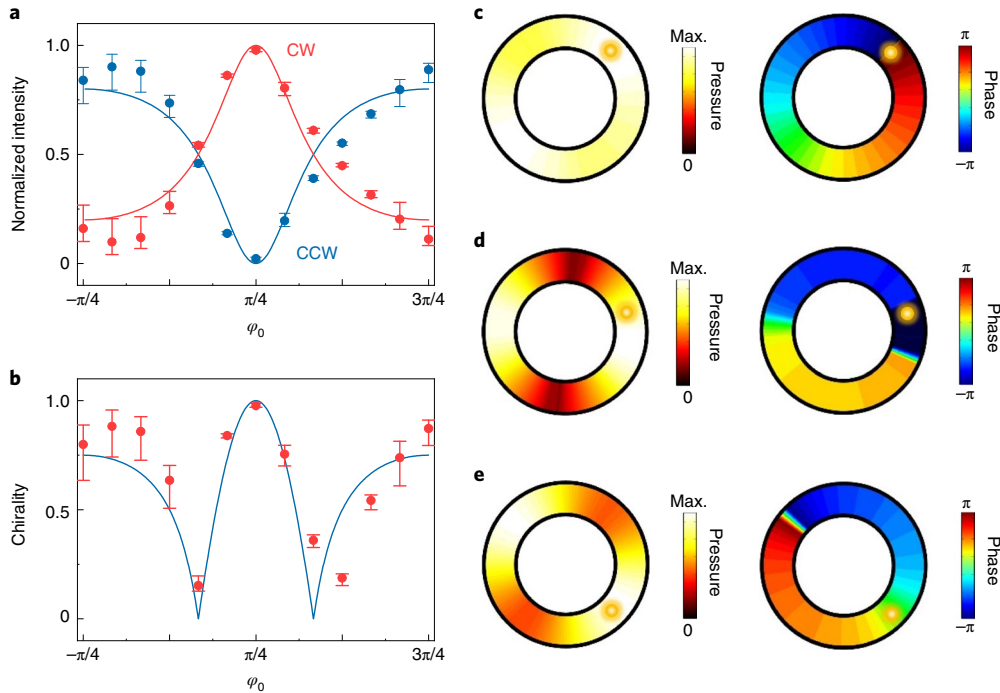 a
Normalized intensity
1.0
0.5
0
CW
CCW
−π/4
π/4
3π/4
φ0
b
Chirality
1.0
0.5
0
−π/4
π/4
3π/4
φ0
c
Max.
Pressure
0
π
Phase
−π
d
Max.
Pressure
0
π
Phase
−π
e
Max.
Pressure
0
π
Phase
−π